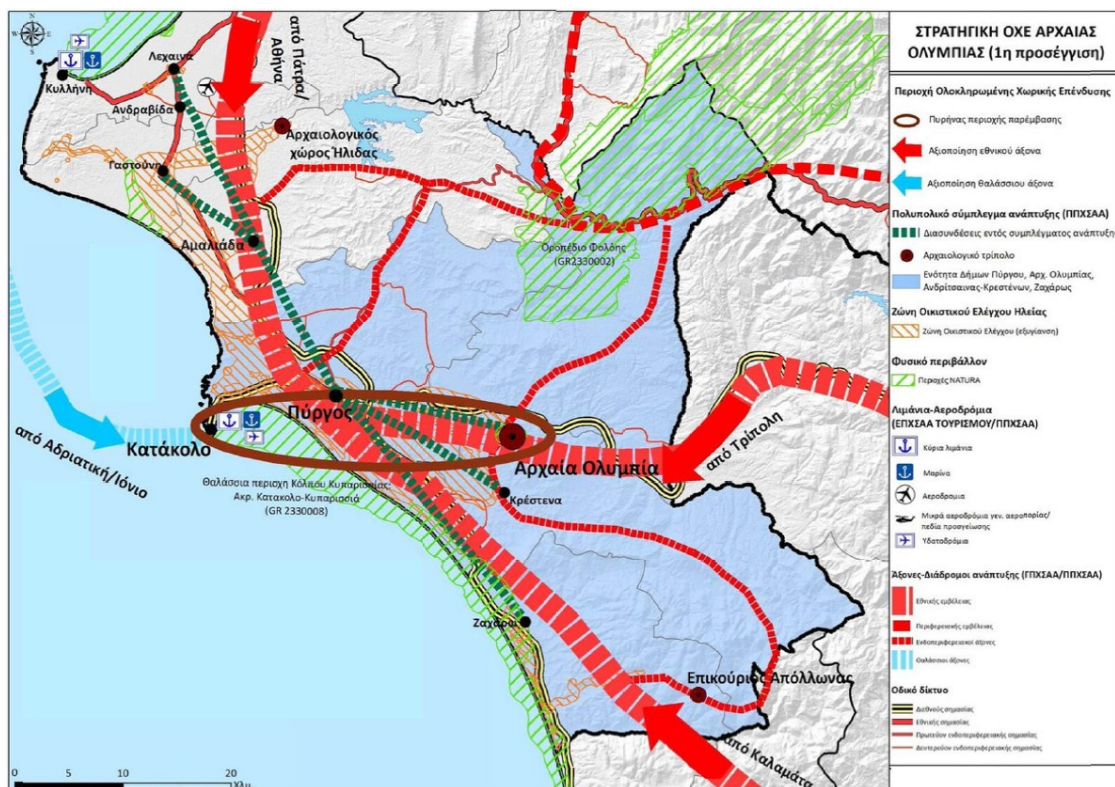 Λεχαινά
Κυλλήνη
Ανδραβίδα
από Πάτρα/
Αθήνα
Αρχαιολογικός
χώρος Ήλιδας
Γαστούνη
Αμαλιάδα
Οροπέδιο Φολόης
(GR2330002)
Πύργος
Κατάκολο
από Αδριατική/Ιόνιο
Αρχαία Ολυμπία
από Τρίπολη
Θαλάσσια περιοχη Κόλπου Κυπαρισσίας:
Ακρ. Κατακολο-Κυπαρισσιά
(GR 2330008)
Κρέστενα
Ζαχάρω
Επικούριος Απόλλωνας
από Καλαμάτα
0 5 10 20
Χλμ
ΣΤΡΑΤΗΓΙΚΗ ΟΧΕ ΑΡΧΑΙΑΣ
ΟΛΥΜΠΙΑΣ (1η προσέγγιση)
Περιοχή Ολοκληρωμένης Χωρικής Επένδυσης
Πυρήνας περιοχής παρέμβασης
Αξιοποίηση εθνικού άξονα
Αξιοποίηση θαλάσσιου άξονα
Πολυπολικό σύμπλεγμα ανάπτυξης (ΠΠΧΣΑΑ)
Διασυνδέσεις εντός συμπλέγματος ανάπτυξης
Αρχαιολογικό τρίπολο
Ενότητα Δήμων Πύργου, Αρχ. Ολυμπίας,
Ανδρίτσαινας-Κρεστένων, Ζαχάρως
Ζώνη Οικιστικού Ελέγχου Ηλείας
Ζώνη Οικιστικού Ελέγχου (εξυγίανση)
Φυσικό περιβάλλον
Περιοχές NATURA
Λιμάνια-Αεροδρόμια
(ΕΠΧΣΑΑ ΤΟΥΡΙΣΜΟΥ/ΠΠΧΣΑΑ)
Κύρια λιμάνια
Μαρίνα
Αεροδρομια
Μικρά αεροδρόμια γεν. αεροπορίας/
πεδία προσγείωσης
Υδατοδρόμια
Άξονες-Διάδρομοι ανάπτυξης (ΓΠΧΣΑΑ/ΠΠΧΣΑΑ)
Εθνικής εμβέλειας
Περιφερειακής εμβέλειας
Ενδοπεριφερειακοί άξονες
Θαλάσσιοι άξονες
Οδικό δίκτυο
Διεθνούς σημασίας
Εθνικής σημασίας
Πρωτεύον ενδοπεριφερειακής σημασίας
Δευτερεύον ενδοπεριφερειακής σημασίας